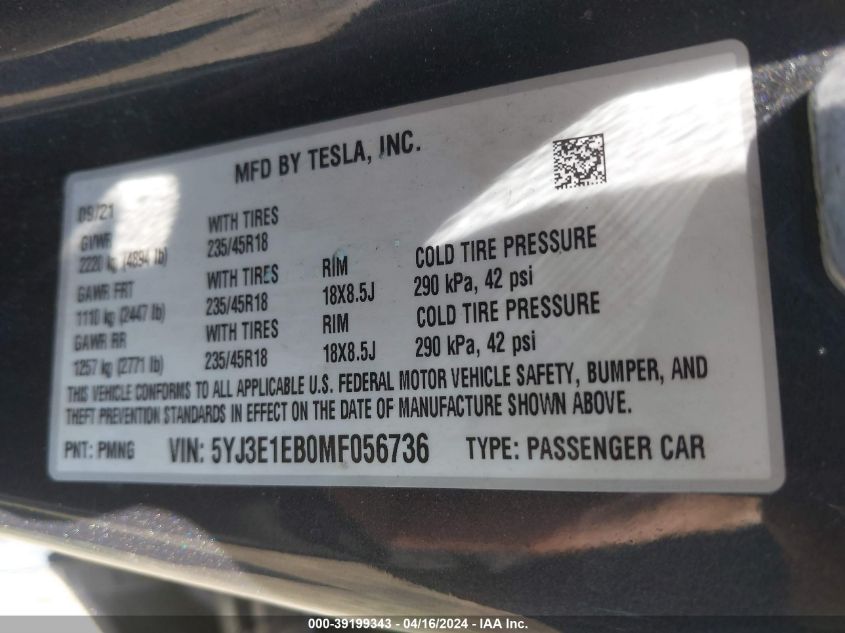 MFD BY TESLA, INC.
09/21
GVWR WITH TIRES
2220 kg (4894 lb) 235/45R18
GAWR FRT WITH TIRES RIM COLD TIRE PRESSURE
1110 kg (2447 lb) 235/45R18 18X8.5J 290 kPa, 42 psi
GAWR RR WITH TIRES RIM COLD TIRE PRESSURE
1257 kg (2771 lb) 235/45R18 18X8.5J 290 kPa, 42 psi
THIS VEHICLE CONFORMS TO ALL APPLICABLE U.S. FEDERAL MOTOR VEHICLE SAFETY, BUMPER, AND
THEFT PREVENTION STANDARDS IN EFFECT ON THE DATE OF MANUFACTURE SHOWN ABOVE.
PNT: PMNG VIN: 5YJ3E1EB0MF056736 TYPE: PASSENGER CAR
000-39199343 - 04/16/2024 - IAA Inc.